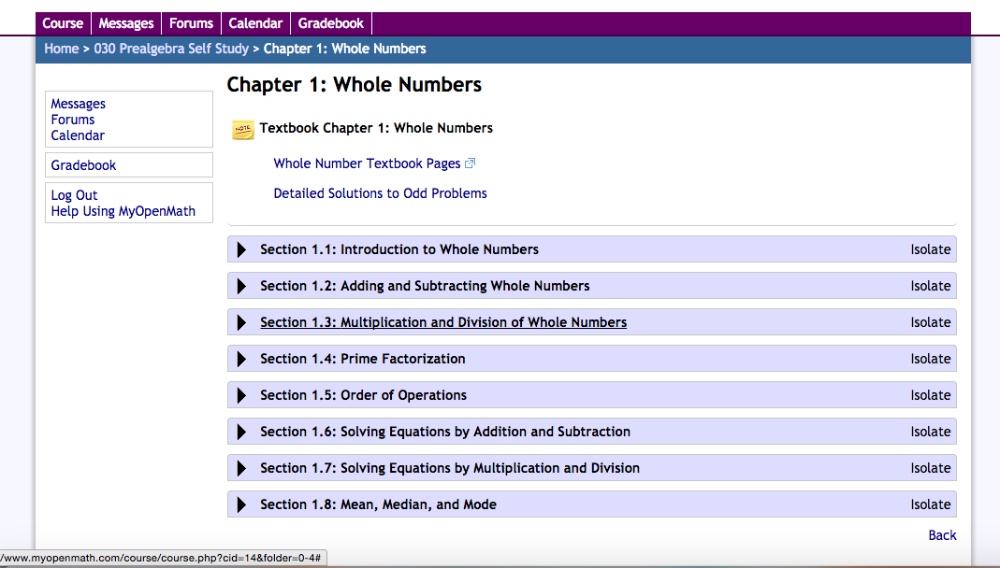 Course Messages Forums Calendar Gradebook
Home > 030 Prealgebra Self Study > Chapter 1: Whole Numbers
Messages
Forums
Calendar
Gradebook
Log Out
Help Using MyOpenMath
Chapter 1: Whole Numbers
NOTE Textbook Chapter 1: Whole Numbers
Whole Number Textbook Pages
Detailed Solutions to Odd Problems
Section 1.1: Introduction to Whole Numbers Isolate
Section 1.2: Adding and Subtracting Whole Numbers Isolate
Section 1.3: Multiplication and Division of Whole Numbers Isolate
Section 1.4: Prime Factorization Isolate
Section 1.5: Order of Operations Isolate
Section 1.6: Solving Equations by Addition and Subtraction Isolate
Section 1.7: Solving Equations by Multiplication and Division Isolate
Section 1.8: Mean, Median, and Mode Isolate
Back
/www.myopenmath.com/course/course.php?cid=14&folder=0-4#